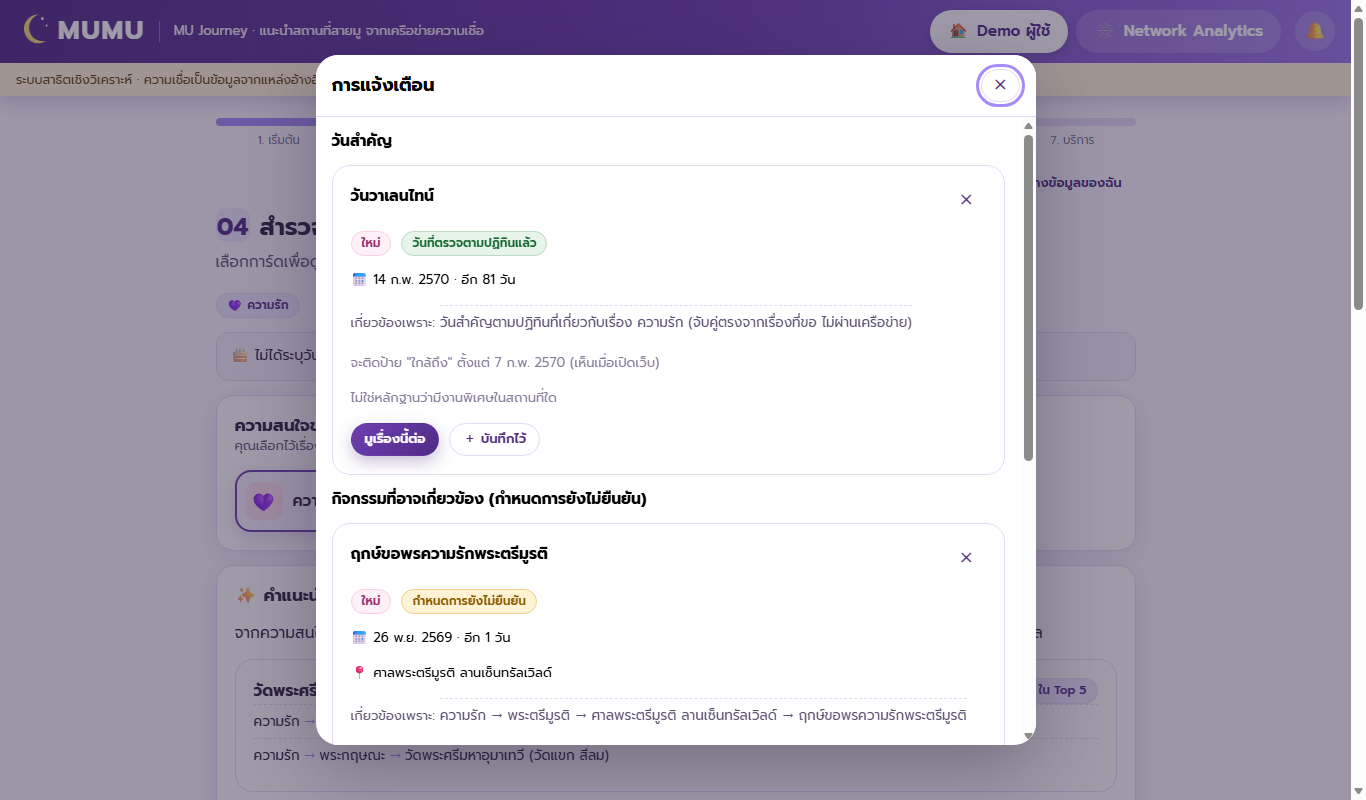 MUMU
MU Journey · แนะนำสถานที่สายมู จากเครือข่ายความเชื่อ
Demo ผู้ใช้
Network Analytics
ระบบสาธิตเชิงวิเคราะห์ · ความเชื่อเป็นข้อมูลจากแหล่งอ้างอิ
การแจ้งเตือน
1. เริ่มต้น
7. บริการ
วันสำคัญ
างข้อมูลของฉัน
วันวาเลนไทน์
04 สำรวจ
ใหม่
วันที่ตรวจตามปฏิทินแล้ว
เลือกการ์ดเพื่อดู
14 ก.พ. 2570 · อีก 81 วัน
ความรัก
เกี่ยวข้องเพราะ: วันสำคัญตามปฏิทินที่เกี่ยวกับเรื่อง ความรัก (จับคู่ตรงจากเรื่องที่ขอ ไม่ผ่านเครือข่าย)
ไม่ได้ระบุวัน
จะติดป้าย "ใกล้ถึง" ตั้งแต่ 7 ก.พ. 2570 (เห็นเมื่อเปิดเว็บ)
ไม่ใช่หลักฐานว่ามีงานพิเศษในสถานที่ใด
ความสนใจข
คุณเลือกไว้เรื่อง
มูเรื่องนี้ต่อ
+ บันทึกไว้
ควา
กิจกรรมที่อาจเกี่ยวข้อง (กำหนดการยังไม่ยืนยัน)
ฤกษ์ขอพรความรักพระตรีมูรติ
ใหม่
กำหนดการยังไม่ยืนยัน
คำแนะนำ
26 พ.ย. 2569 · อีก 1 วัน
จากความสนใ
ล
ศาลพระตรีมูรติ ลานเซ็นทรัลเวิลด์
วัดพระศรี
ใน Top 5
เกี่ยวข้องเพราะ: ความรัก → พระตรีมูรติ → ศาลพระตรีมูรติ ลานเซ็นทรัลเวิลด์ → ฤกษ์ขอพรความรักพระตรีมูรติ
ความรัก →
ความรัก → พระกฤษณะ → วัดพระศรีมหาอุมาเทวี (วัดแขก สีลม)